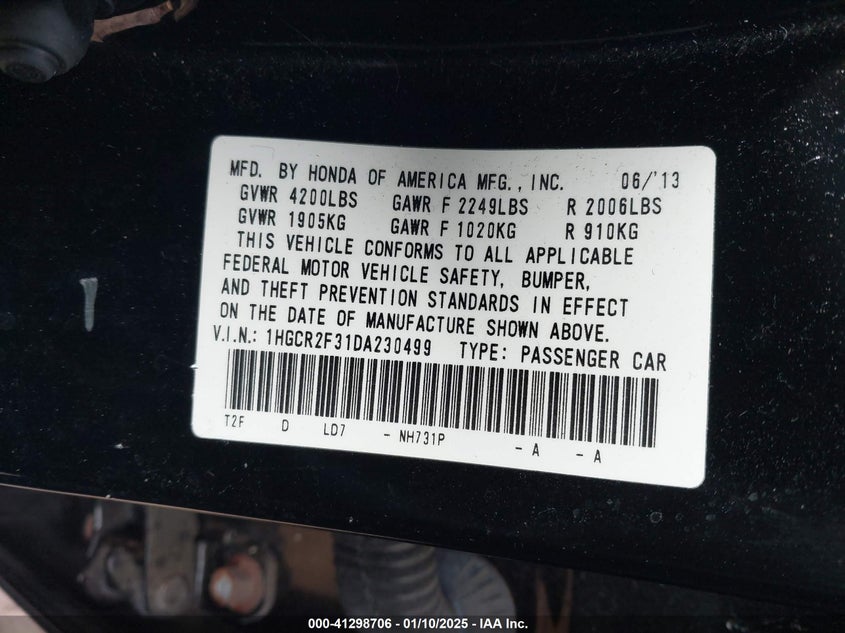 MFD. BY HONDA OF AMERICA MFG., INC. 06/'13
GVWR 4200LBS GAWR F 2249LBS R 2006LBS
GVWR 1905KG GAWR F 1020KG R 910KG
THIS VEHICLE CONFORMS TO ALL APPLICABLE
FEDERAL MOTOR VEHICLE SAFETY, BUMPER,
AND THEFT PREVENTION STANDARDS IN EFFECT
ON THE DATE OF MANUFACTURE SHOWN ABOVE.
V.I.N.: 1HGCR2F31DA230499 TYPE: PASSENGER CAR
T2F D LD7 - NH731P - A - A
000-41298706 - 01/10/2025 - IAA Inc.